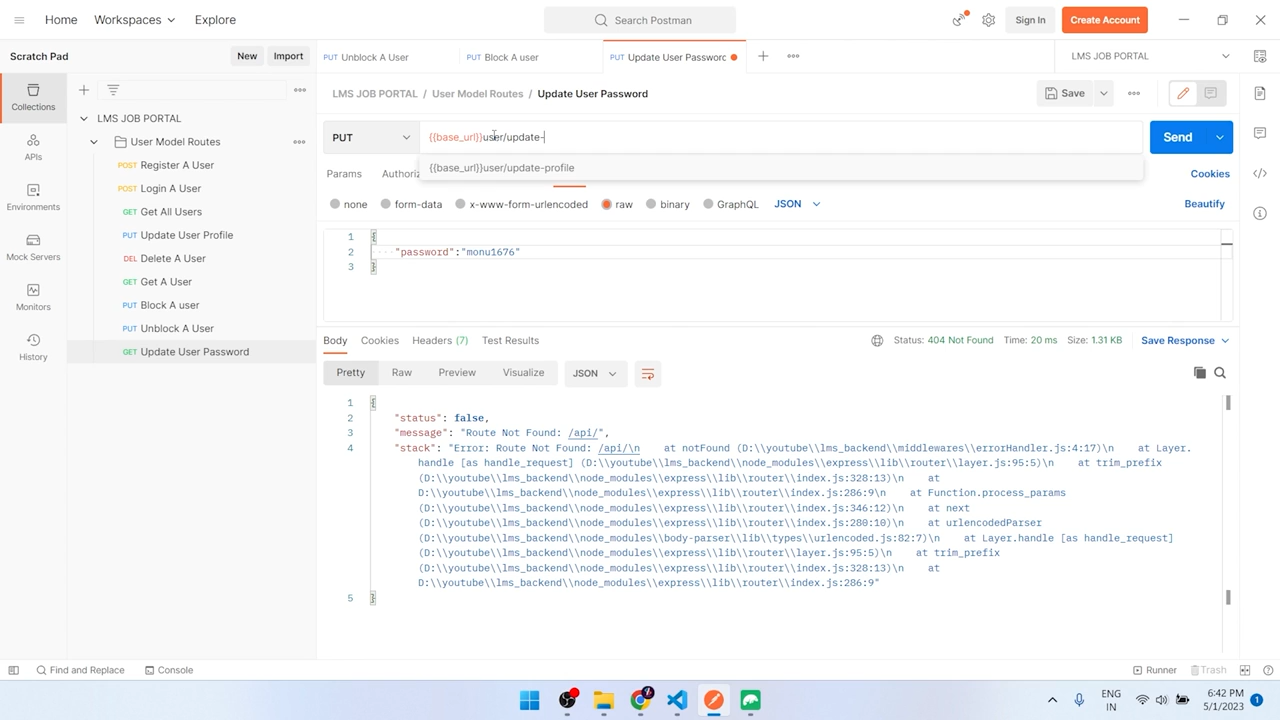 Home Workspaces Explore Search Postman Sign In Create Account
Scratch Pad New Import PUT Unblock A User PUT Block A user PUT Update User Password LMS JOB PORTAL
Collections
APIs
Environments
Mock Servers
Monitors
History
LMS JOB PORTAL
User Model Routes
POST Register A User
POST Login A User
GET Get All Users
PUT Update User Profile
DEL Delete A User
GET Get A User
PUT Block A user
PUT Unblock A User
GET Update User Password
LMS JOB PORTAL / User Model Routes / Update User Password Save
PUT {{base_url}}user/update- Send
{{base_url}}user/update-profile
Params Authoriz Cookies
none form-data x-www-form-urlencoded raw binary GraphQL JSON Beautify
1 {
2 "password":"monu1676"
3 }
Body Cookies Headers (7) Test Results Status: 404 Not Found Time: 20 ms Size: 1.31 KB Save Response
Pretty Raw Preview Visualize JSON
1 {
2 "status": false,
3 "message": "Route Not Found: /api/",
4 "stack": "Error: Route Not Found: /api/\n at notFound (D:\\youtube\\lms_backend\\middlewares\\errorHandler.js:4:17)\n at Layer.
handle [as handle_request] (D:\\youtube\\lms_backend\\node_modules\\express\\lib\\router\\layer.js:95:5)\n at trim_prefix
(D:\\youtube\\lms_backend\\node_modules\\express\\lib\\router\\index.js:328:13)\n at
D:\\youtube\\lms_backend\\node_modules\\express\\lib\\router\\index.js:286:9\n at Function.process_params
(D:\\youtube\\lms_backend\\node_modules\\express\\lib\\router\\index.js:346:12)\n at next
(D:\\youtube\\lms_backend\\node_modules\\express\\lib\\router\\index.js:280:10)\n at urlencodedParser
(D:\\youtube\\lms_backend\\node_modules\\body-parser\\lib\\types\\urlencoded.js:82:7)\n at Layer.handle [as handle_request]
(D:\\youtube\\lms_backend\\node_modules\\express\\lib\\router\\layer.js:95:5)\n at trim_prefix
(D:\\youtube\\lms_backend\\node_modules\\express\\lib\\router\\index.js:328:13)\n at
D:\\youtube\\lms_backend\\node_modules\\express\\lib\\router\\index.js:286:9"
5 }
Find and Replace Console Runner Trash
ENG
IN
6:42 PM
5/1/2023
1